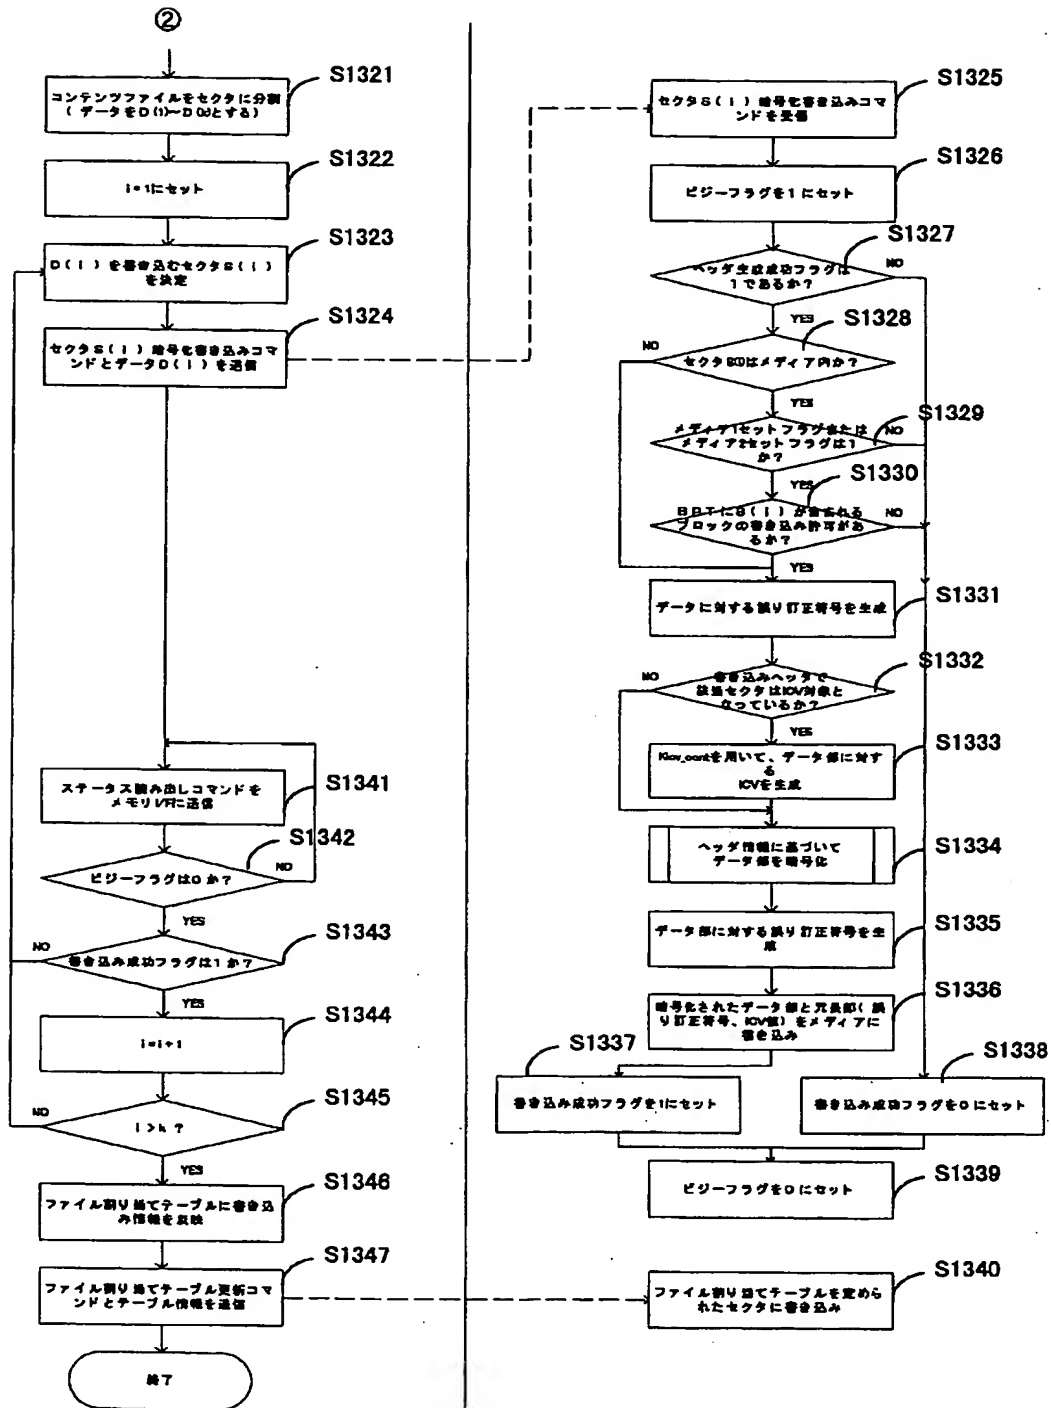 ②
S1321
コンテンツファイルをセクタに分割
(データをD(1)~D(k)とする)
S1322
i=1にセット
S1323
D(i)を書き込むセクタS(i)
を決定
S1324
セクタS(i)暗号化書き込みコマ
ンドとデータD(i)を送信
S1341
ステータス読み出しコマンドを
メモリI/Fに送信
S1342
ビジーフラグは0か?
NO
YES
S1343
書き込み成功フラグは1か?
NO
YES
S1344
i=i+1
S1345
i>k?
NO
YES
S1346
ファイル割り当てテーブルに書き込
み情報を反映
S1347
ファイル割り当てテーブル更新コマ
ンドとテーブル情報を送信
終了
S1325
セクタS(i)暗号化書き込みコマ
ンドを受信
S1326
ビジーフラグを1にセット
S1327
ヘッダ生成成功フラグは
1であるか?
NO
YES
S1328
セクタS(i)はメディア内か?
NO
YES
S1329
メディア1セットフラグまたは
メディア2セットフラグは1
か?
NO
YES
S1330
BPTにS(i)が含まれる
ブロックの書き込み許可があ
るか?
NO
YES
S1331
データに対する誤り訂正符号を生成
S1332
書き込みヘッダで
該当セクタはICV対象と
なっているか?
NO
YES
S1333
Kicv_contを用いて、データ部に対す
る
ICVを生成
S1334
ヘッダ情報に基づいて
データ部を暗号化
S1335
データ部に対する誤り訂正符号を生
成
S1336
暗号化されたデータ部と冗長部(誤
り訂正符号、ICV値)をメディアに
書き込み
S1337
書き込み成功フラグを1にセット
S1338
書き込み成功フラグを0にセット
S1339
ビジーフラグを0にセット
S1340
ファイル割り当てテーブルを定めら
れたセクタに書き込み